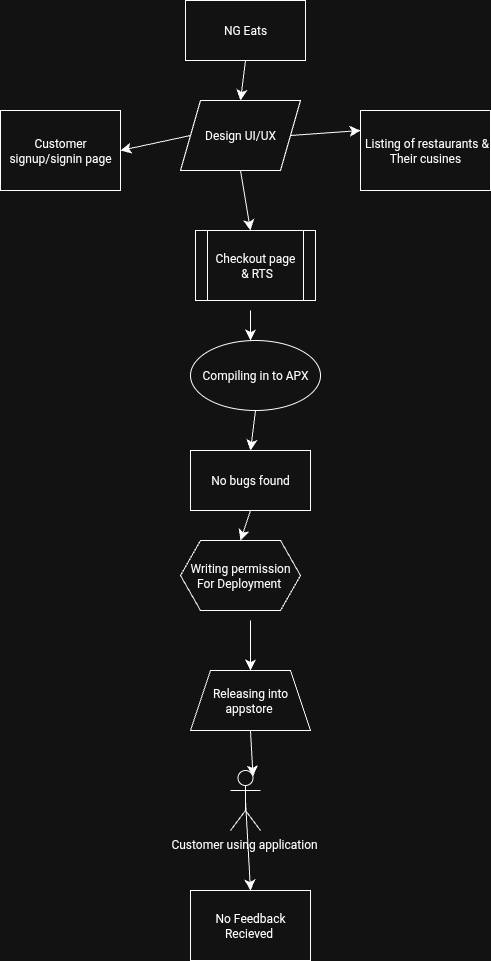 NG Eats
Design UI/UX
Customer
signup/signin page
Listing of restaurants &
Their cusines
Checkout page
& RTS
Compiling in to APX
No bugs found
Writing permission
For Deployment
Releasing into
appstore
Customer using application
No Feedback
Recieved